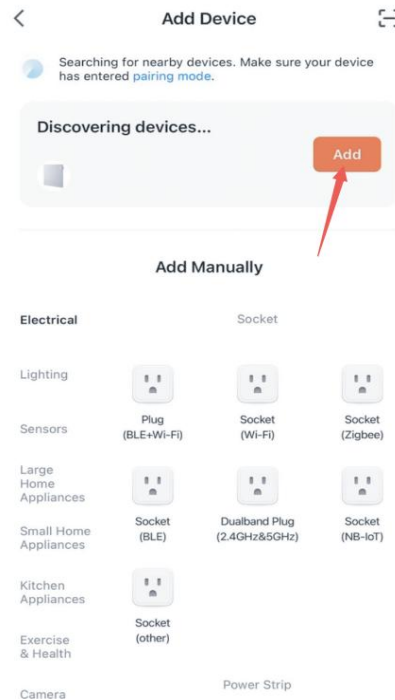 Add Device
Searching for nearby devices. Make sure your device
has entered pairing mode.
Discovering devices...
Add
Add Manually
Electrical
Socket
Lighting
Plug
(BLE+Wi-Fi)
Socket
(Wi-Fi)
Socket
(Zigbee)
Sensors
Large
Home
Appliances
Socket
(BLE)
Dualband Plug
(2.4GHz&5GHz)
Socket
(NB-IoT)
Small Home
Appliances
Kitchen
Appliances
Socket
(other)
Exercise
& Health
Power Strip
Camera